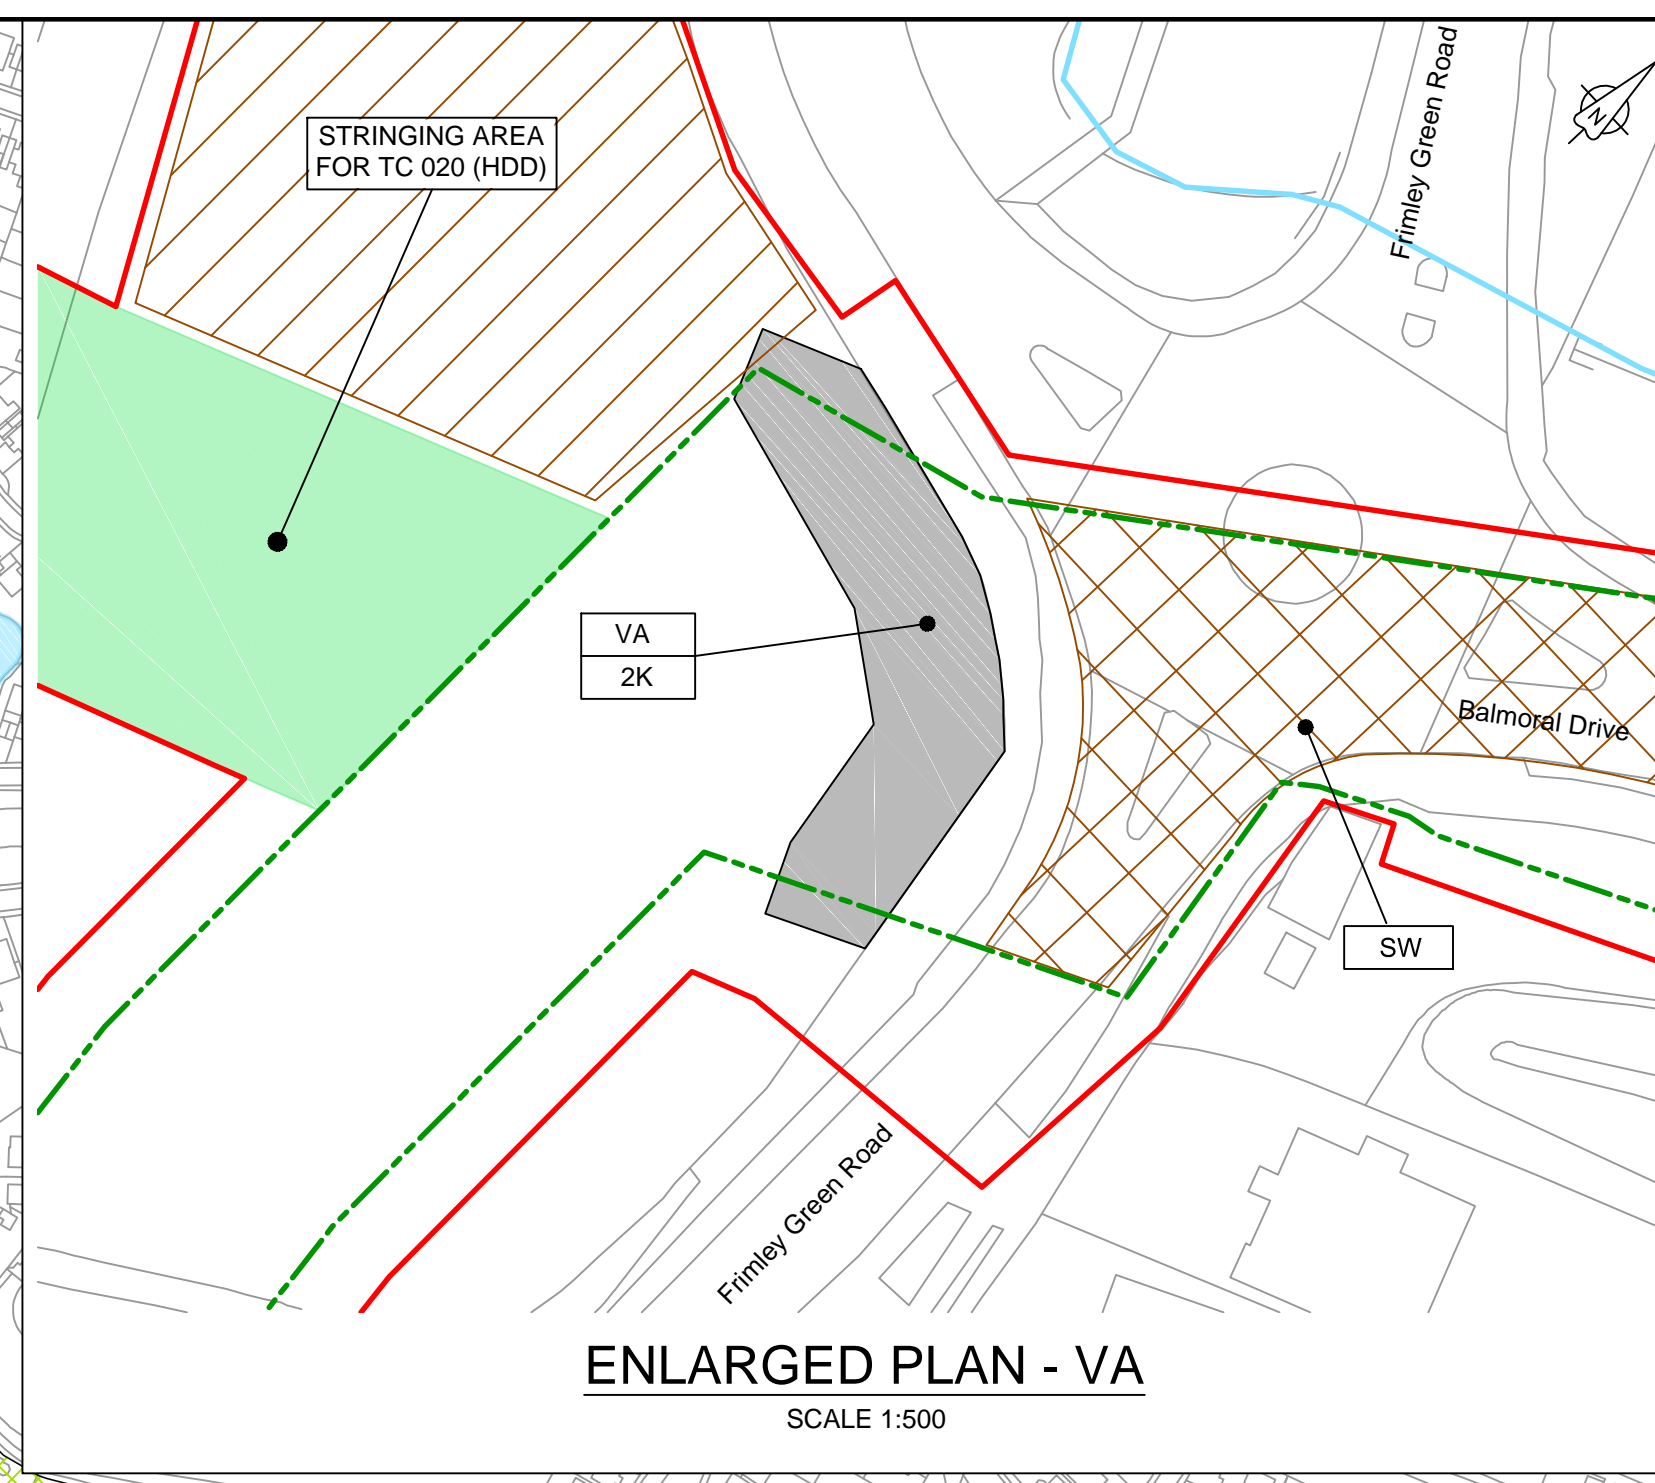 STRINGING AREA
FOR TC 020 (HDD)
Frimley Green Road
N
VA
2K
Balmoral Drive
SW
Frimley Green Road
ENLARGED PLAN - VA
SCALE 1:500